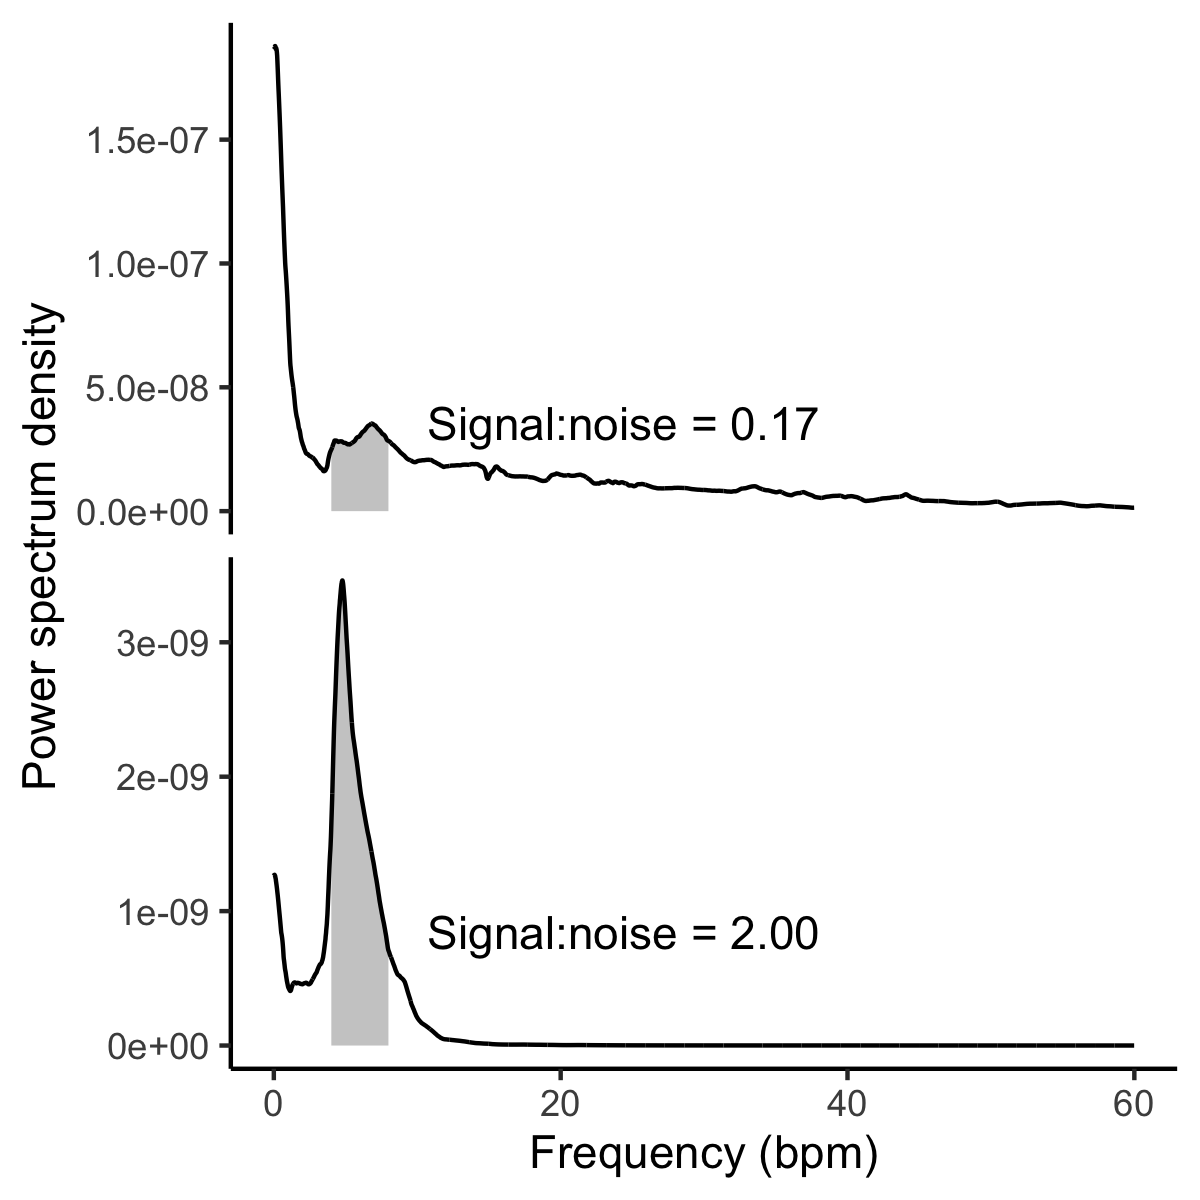 Power spectrum density
1.5e-07
1.0e-07
5.0e-08
0.0e+00
Signal:noise = 0.17
3e-09
2e-09
1e-09
0e+00
Signal:noise = 2.00
0 20 40 60
Frequency (bpm)